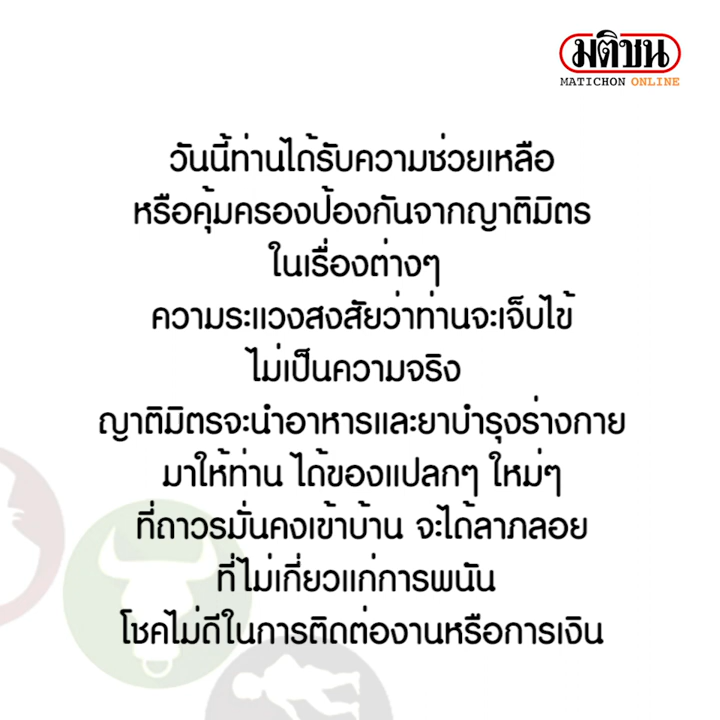 มติชน
MATICHON ONLINE
วันนี้ท่านได้รับความช่วยเหลือ
หรือคุ้มครองป้องกันจากญาติมิตร
ในเรื่องต่างๆ
ความระแวงสงสัยว่าท่านจะเจ็บไข้
ไม่เป็นความจริง
ญาติมิตรจะนำอาหารและยาบำรุงร่างกาย
มาให้ท่าน ได้ของแปลกๆ ใหม่ๆ
ที่ถาวรมั่นคงเข้าบ้าน จะได้ลาภลอย
ที่ไม่เกี่ยวแก่การพนัน
โชคไม่ดีในการติดต่องานหรือการเงิน